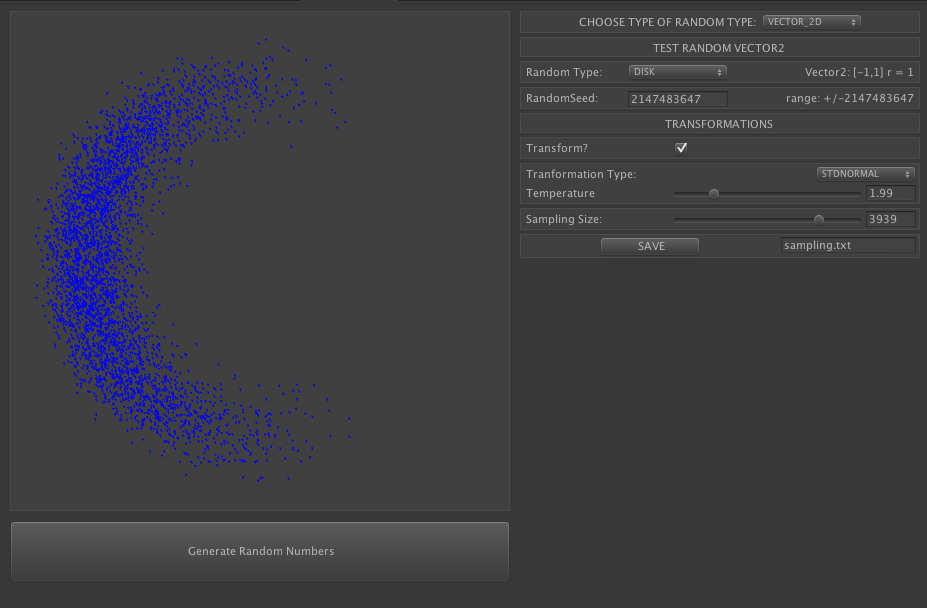 CHOOSE TYPE OF RANDOM TYPE: VECTOR_2D
TEST RANDOM VECTOR2
Random Type: DISK Vector2: [-1,1] r = 1
RandomSeed: 2147483647 range: +/-2147483647
TRANSFORMATIONS
Transform?
Tranformation Type: STDNORMAL
Temperature 1.99
Sampling Size: 3939
SAVE sampling.txt
Generate Random Numbers